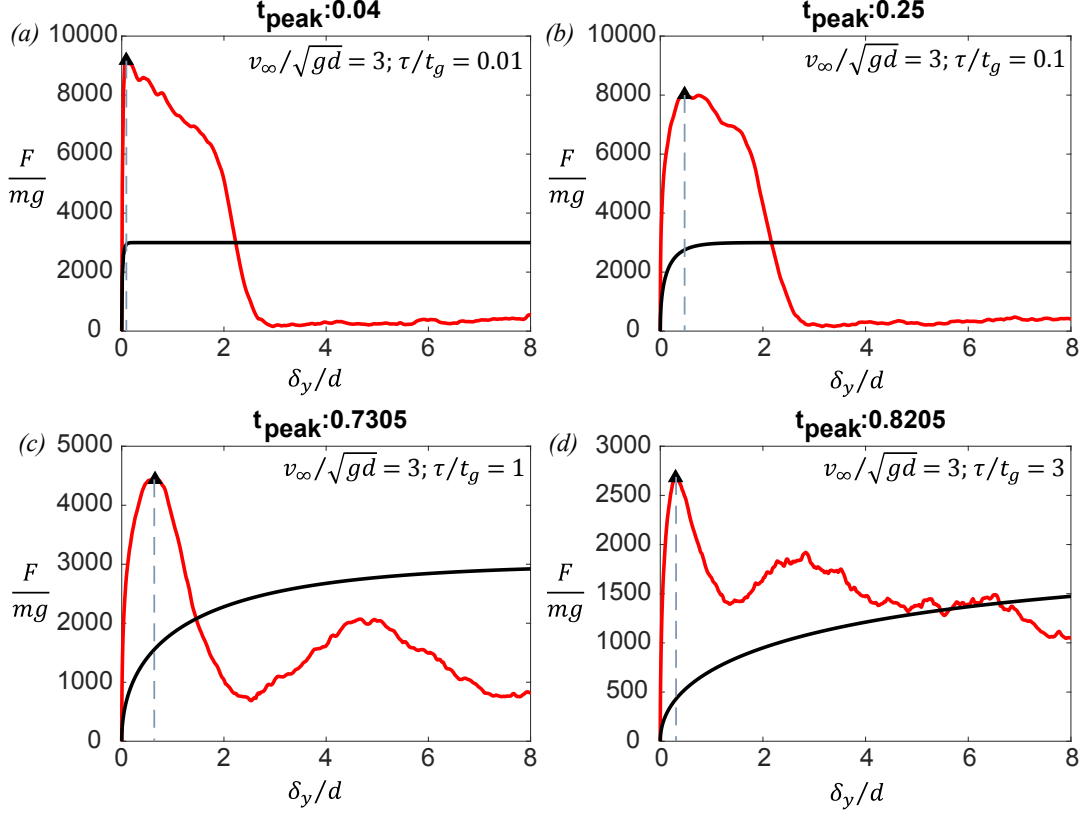 (a) t_peak:0.04
v∞/√gd = 3; τ/t_g = 0.01
10000
8000
6000
4000
2000
0
F/mg
0 2 4 6 8
δ_y/d
(b) t_peak:0.25
v∞/√gd = 3; τ/t_g = 0.1
10000
8000
6000
4000
2000
0
F/mg
0 2 4 6 8
δ_y/d
(c) t_peak:0.7305
v∞/√gd = 3; τ/t_g = 1
5000
4000
3000
2000
1000
0
F/mg
0 2 4 6 8
δ_y/d
(d) t_peak:0.8205
v∞/√gd = 3; τ/t_g = 3
3000
2500
2000
1500
1000
500
0
F/mg
0 2 4 6 8
δ_y/d